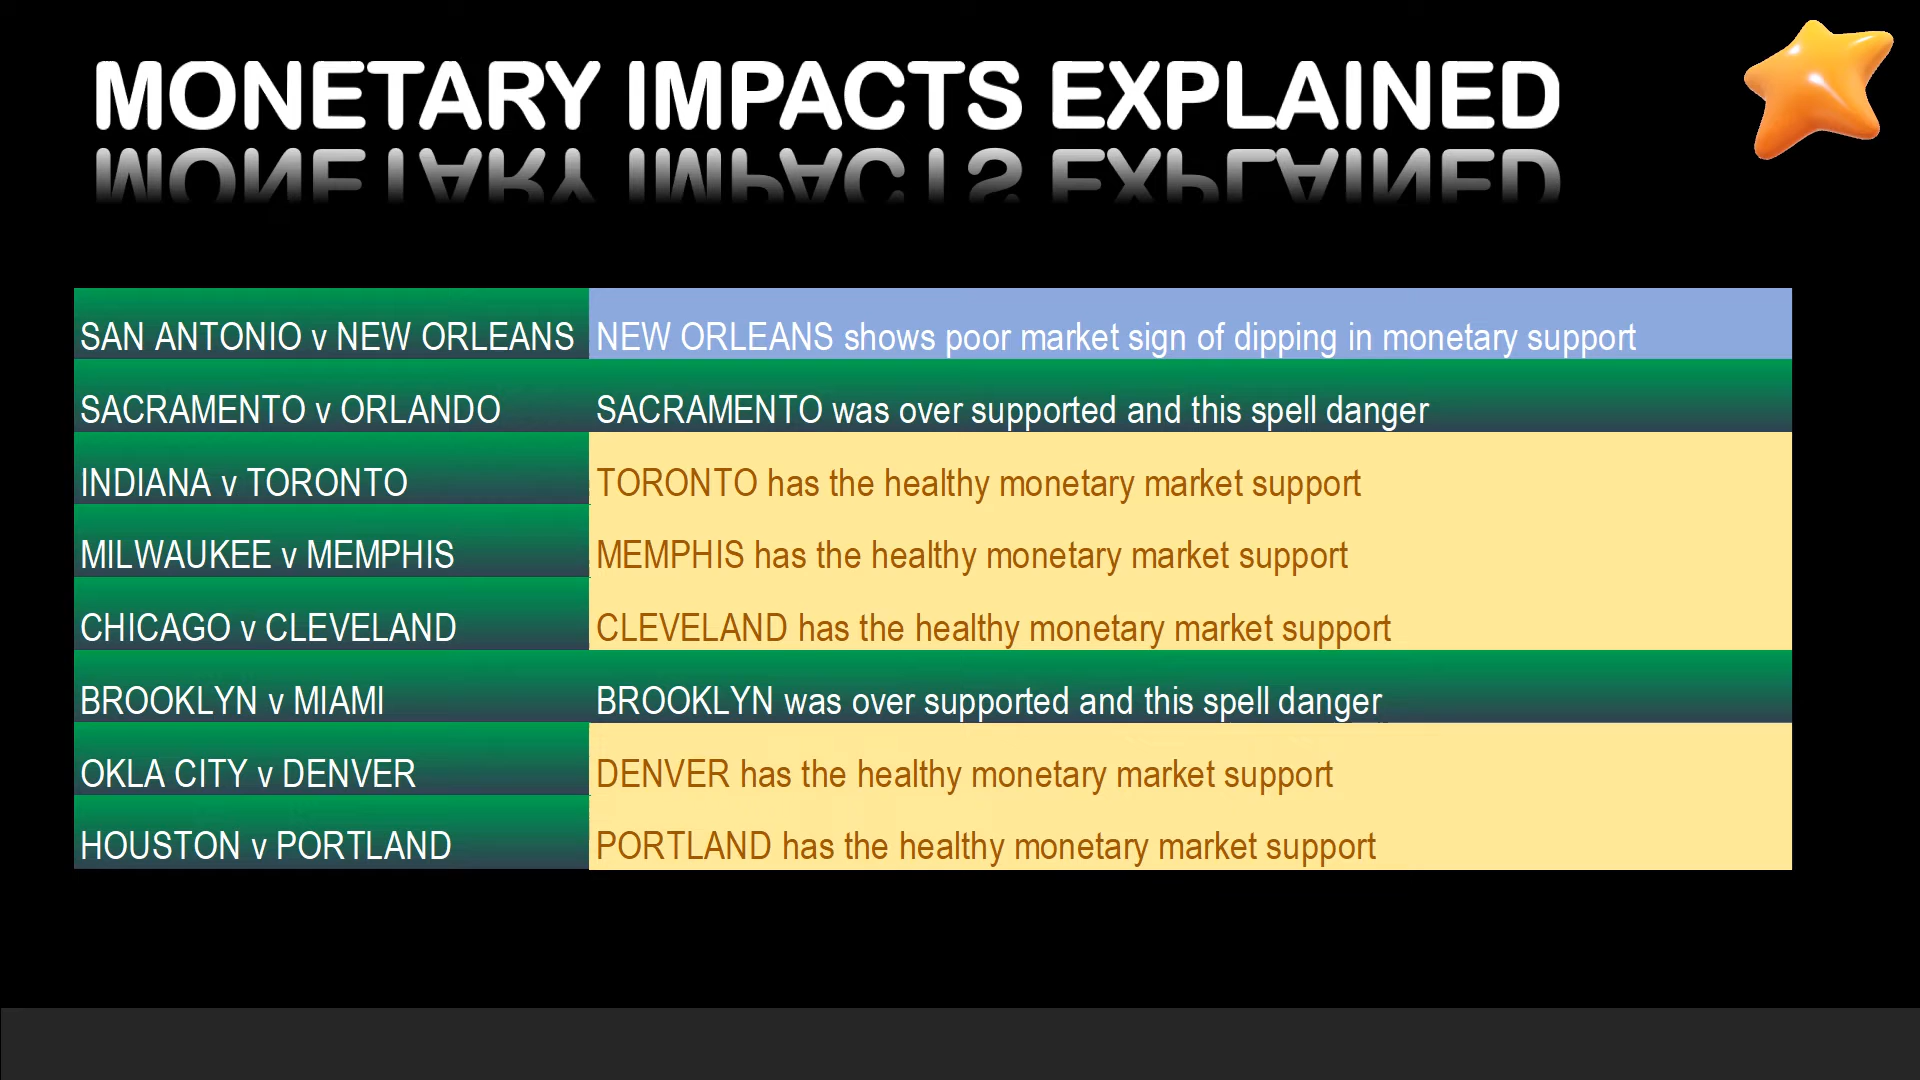 MONETARY IMPACTS EXPLAINED
SAN ANTONIO v NEW ORLEANS NEW ORLEANS shows poor market sign of dipping in monetary support
SACRAMENTO v ORLANDO SACRAMENTO was over supported and this spell danger
INDIANA v TORONTO TORONTO has the healthy monetary market support
MILWAUKEE v MEMPHIS MEMPHIS has the healthy monetary market support
CHICAGO v CLEVELAND CLEVELAND has the healthy monetary market support
BROOKLYN v MIAMI BROOKLYN was over supported and this spell danger
OKLA CITY v DENVER DENVER has the healthy monetary market support
HOUSTON v PORTLAND PORTLAND has the healthy monetary market support